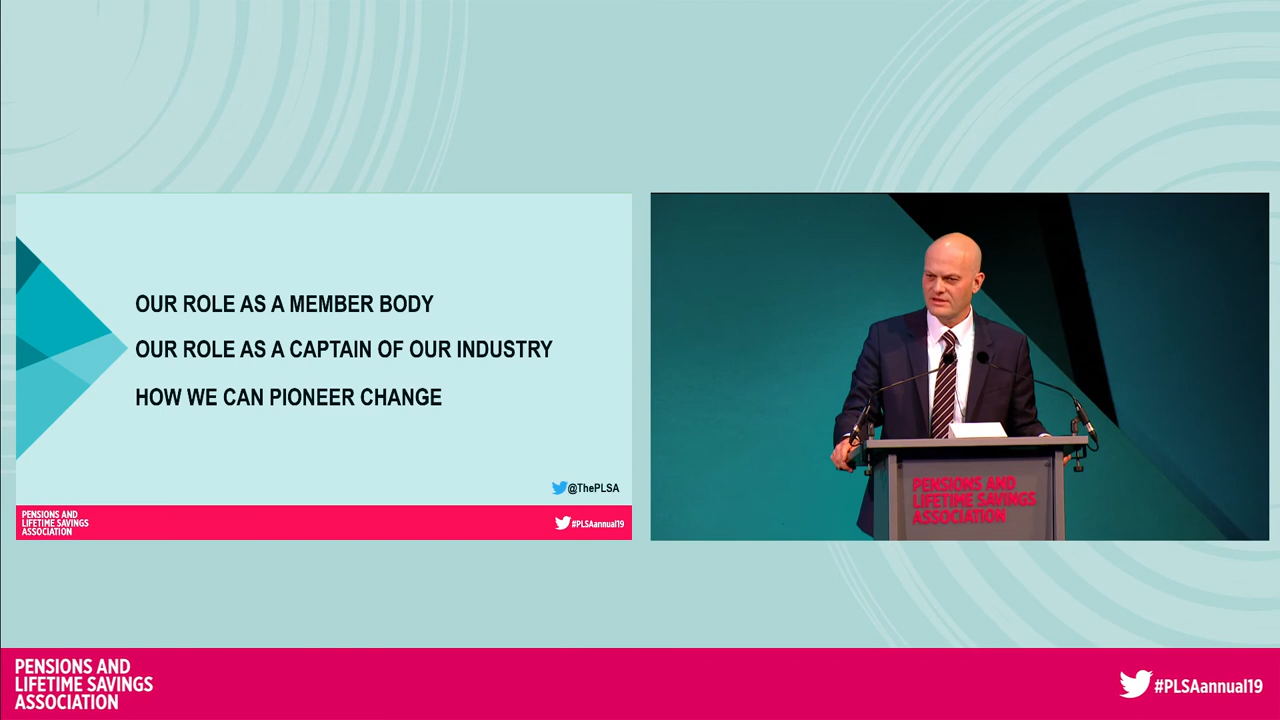 OUR ROLE AS A MEMBER BODY
OUR ROLE AS A CAPTAIN OF OUR INDUSTRY
HOW WE CAN PIONEER CHANGE
@ThePLSA
PENSIONS AND
LIFETIME SAVINGS
ASSOCIATION
#PLSAannual19
PENSIONS AND
LIFETIME SAVINGS
ASSOCIATION
PENSIONS AND
LIFETIME SAVINGS
ASSOCIATION
#PLSAannual19